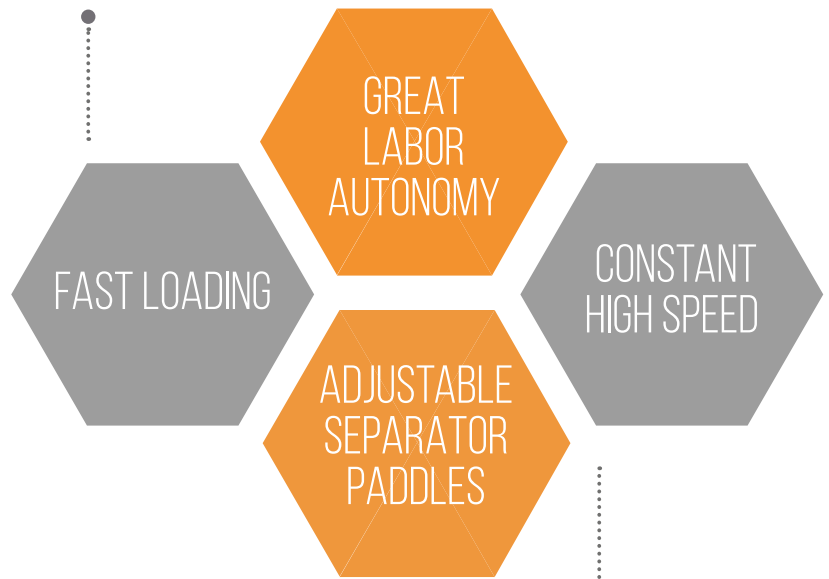 GREAT
LABOR
AUTONOMY
FAST LOADING
CONSTANT
HIGH SPEED
ADJUSTABLE
SEPARATOR
PADDLES